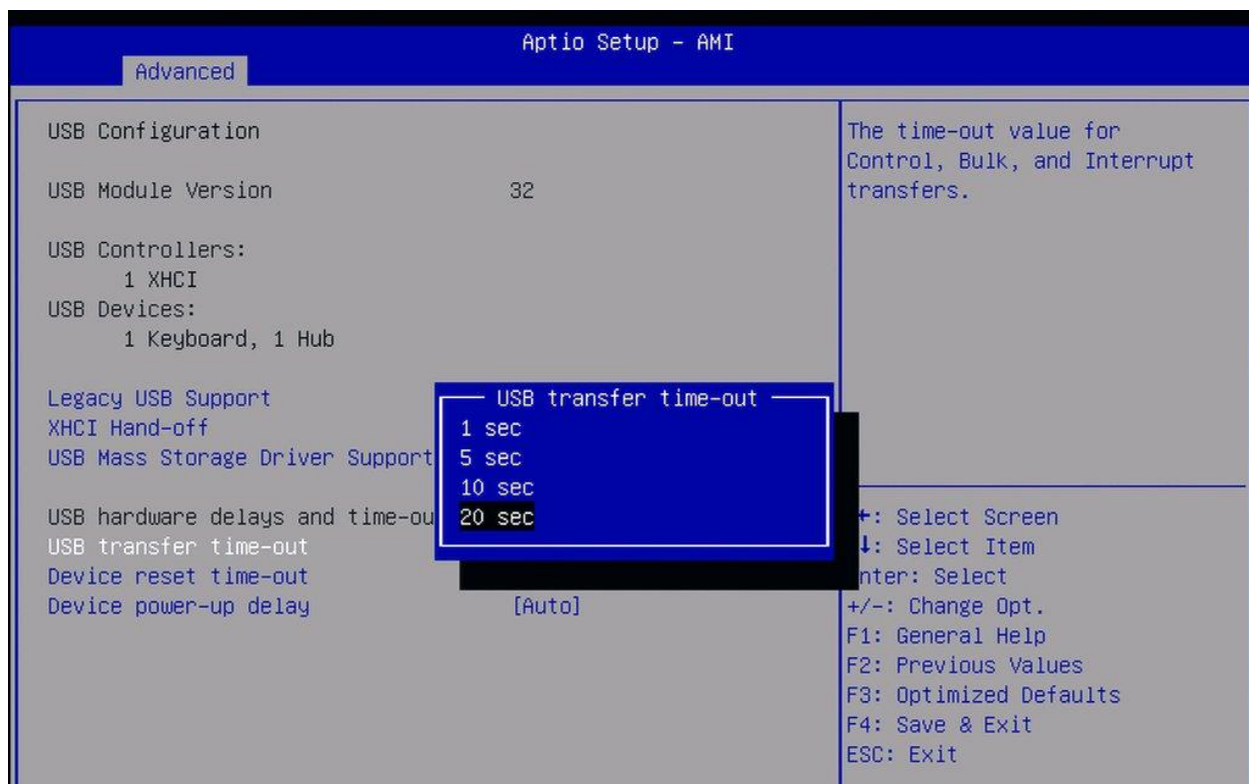 Aptio Setup – AMI
Advanced
USB Configuration
USB Module Version 32
USB Controllers:
1 XHCI
USB Devices:
1 Keyboard, 1 Hub
Legacy USB Support
XHCI Hand-off
USB Mass Storage Driver Support
USB hardware delays and time-ou
USB transfer time-out
Device reset time-out
Device power-up delay [Auto]
USB transfer time-out
1 sec
5 sec
10 sec
20 sec
The time-out value for
Control, Bulk, and Interrupt
transfers.
←: Select Screen
↓: Select Item
nter: Select
+/-: Change Opt.
F1: General Help
F2: Previous Values
F3: Optimized Defaults
F4: Save & Exit
ESC: Exit